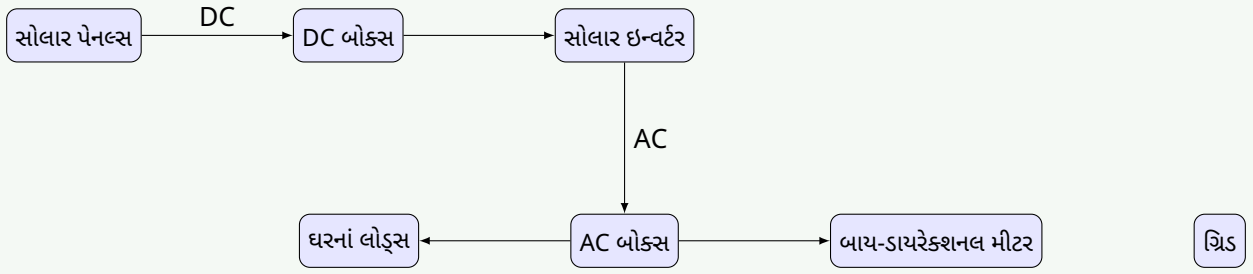 સોલાર પેનલ્સ
DC
DC બોક્સ
સોલાર ઇન્વર્ટર
AC
ઘરનાં લોડ્સ
AC બોક્સ
બાય-ડાયરેક્શનલ મીટર
ગ્રિડ